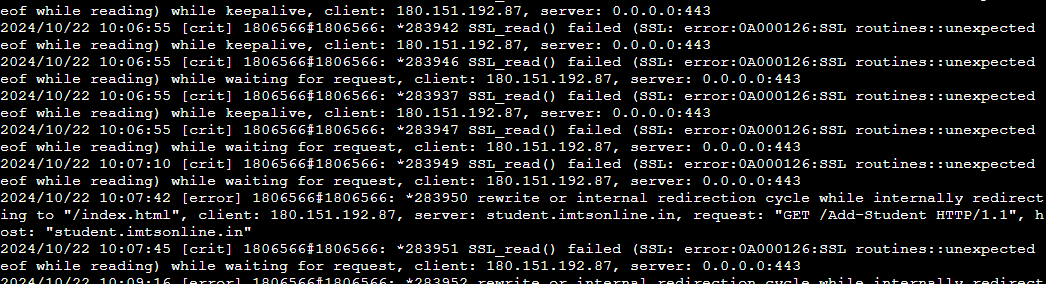 eof while reading) while keepalive, client: 180.151.192.87, server: 0.0.0.0:443
2024/10/22 10:06:55 [crit] 1806566#1806566: *283942 SSL_read() failed (SSL: error:0A000126:SSL routines::unexpected
eof while reading) while keepalive, client: 180.151.192.87, server: 0.0.0.0:443
2024/10/22 10:06:55 [crit] 1806566#1806566: *283946 SSL_read() failed (SSL: error:0A000126:SSL routines::unexpected
eof while reading) while waiting for request, client: 180.151.192.87, server: 0.0.0.0:443
2024/10/22 10:06:55 [crit] 1806566#1806566: *283937 SSL_read() failed (SSL: error:0A000126:SSL routines::unexpected
eof while reading) while keepalive, client: 180.151.192.87, server: 0.0.0.0:443
2024/10/22 10:06:55 [crit] 1806566#1806566: *283947 SSL_read() failed (SSL: error:0A000126:SSL routines::unexpected
eof while reading) while waiting for request, client: 180.151.192.87, server: 0.0.0.0:443
2024/10/22 10:07:10 [crit] 1806566#1806566: *283949 SSL_read() failed (SSL: error:0A000126:SSL routines::unexpected
eof while reading) while waiting for request, client: 180.151.192.87, server: 0.0.0.0:443
2024/10/22 10:07:42 [error] 1806566#1806566: *283950 rewrite or internal redirection cycle while internally redirect
ing to "/index.html", client: 180.151.192.87, server: student.imtsonline.in, request: "GET /Add-Student HTTP/1.1", h
ost: "student.imtsonline.in"
2024/10/22 10:07:45 [crit] 1806566#1806566: *283951 SSL_read() failed (SSL: error:0A000126:SSL routines::unexpected
eof while reading) while waiting for request, client: 180.151.192.87, server: 0.0.0.0:443
2024/10/22 10:09:16 [error] 1806566#1806566: *283952 rewrite or internal redirection cycle while internally redirect